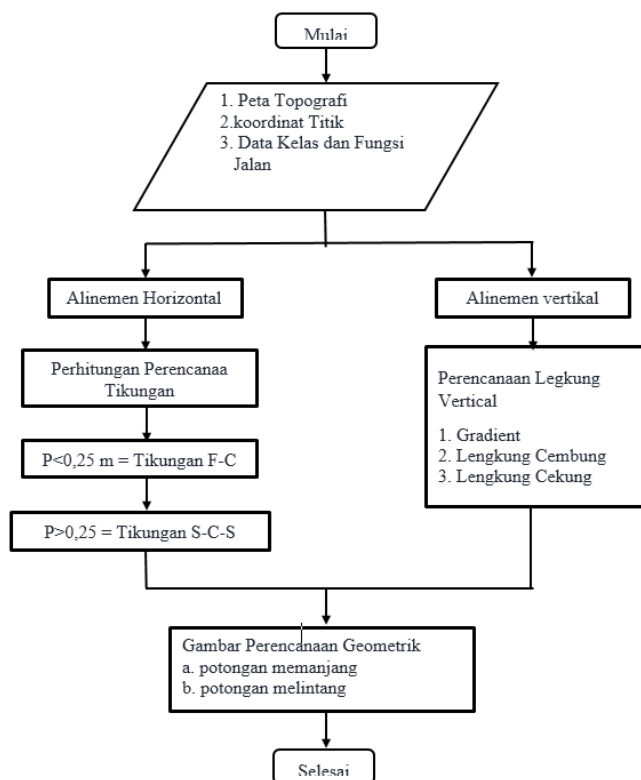 Mulai
1. Peta Topografi
2.koordinat Titik
3. Data Kelas dan Fungsi
Jalan
Alinemen Horizontal
Alinemen vertikal
Perhitungan Perencanaa
Tikungan
P<0,25 m = Tikungan F-C
P>0,25 = Tikungan S-C-S
Perencanaan Legkung
Vertical
1. Gradient
2. Lengkung Cembung
3. Lengkung Cekung
Gambar Perencanaan Geometrik
a. potongan memanjang
b. potongan melintang
Selesai